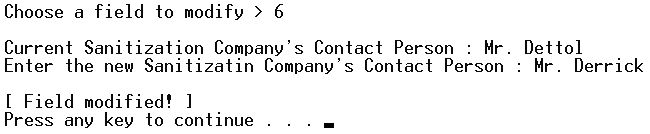 Choose a field to modify > 6
Current Sanitization Company's Contact Person : Mr. Dettol
Enter the new Sanitizatin Company's Contact Person : Mr. Derrick
[ Field modified! ]
Press any key to continue . . .